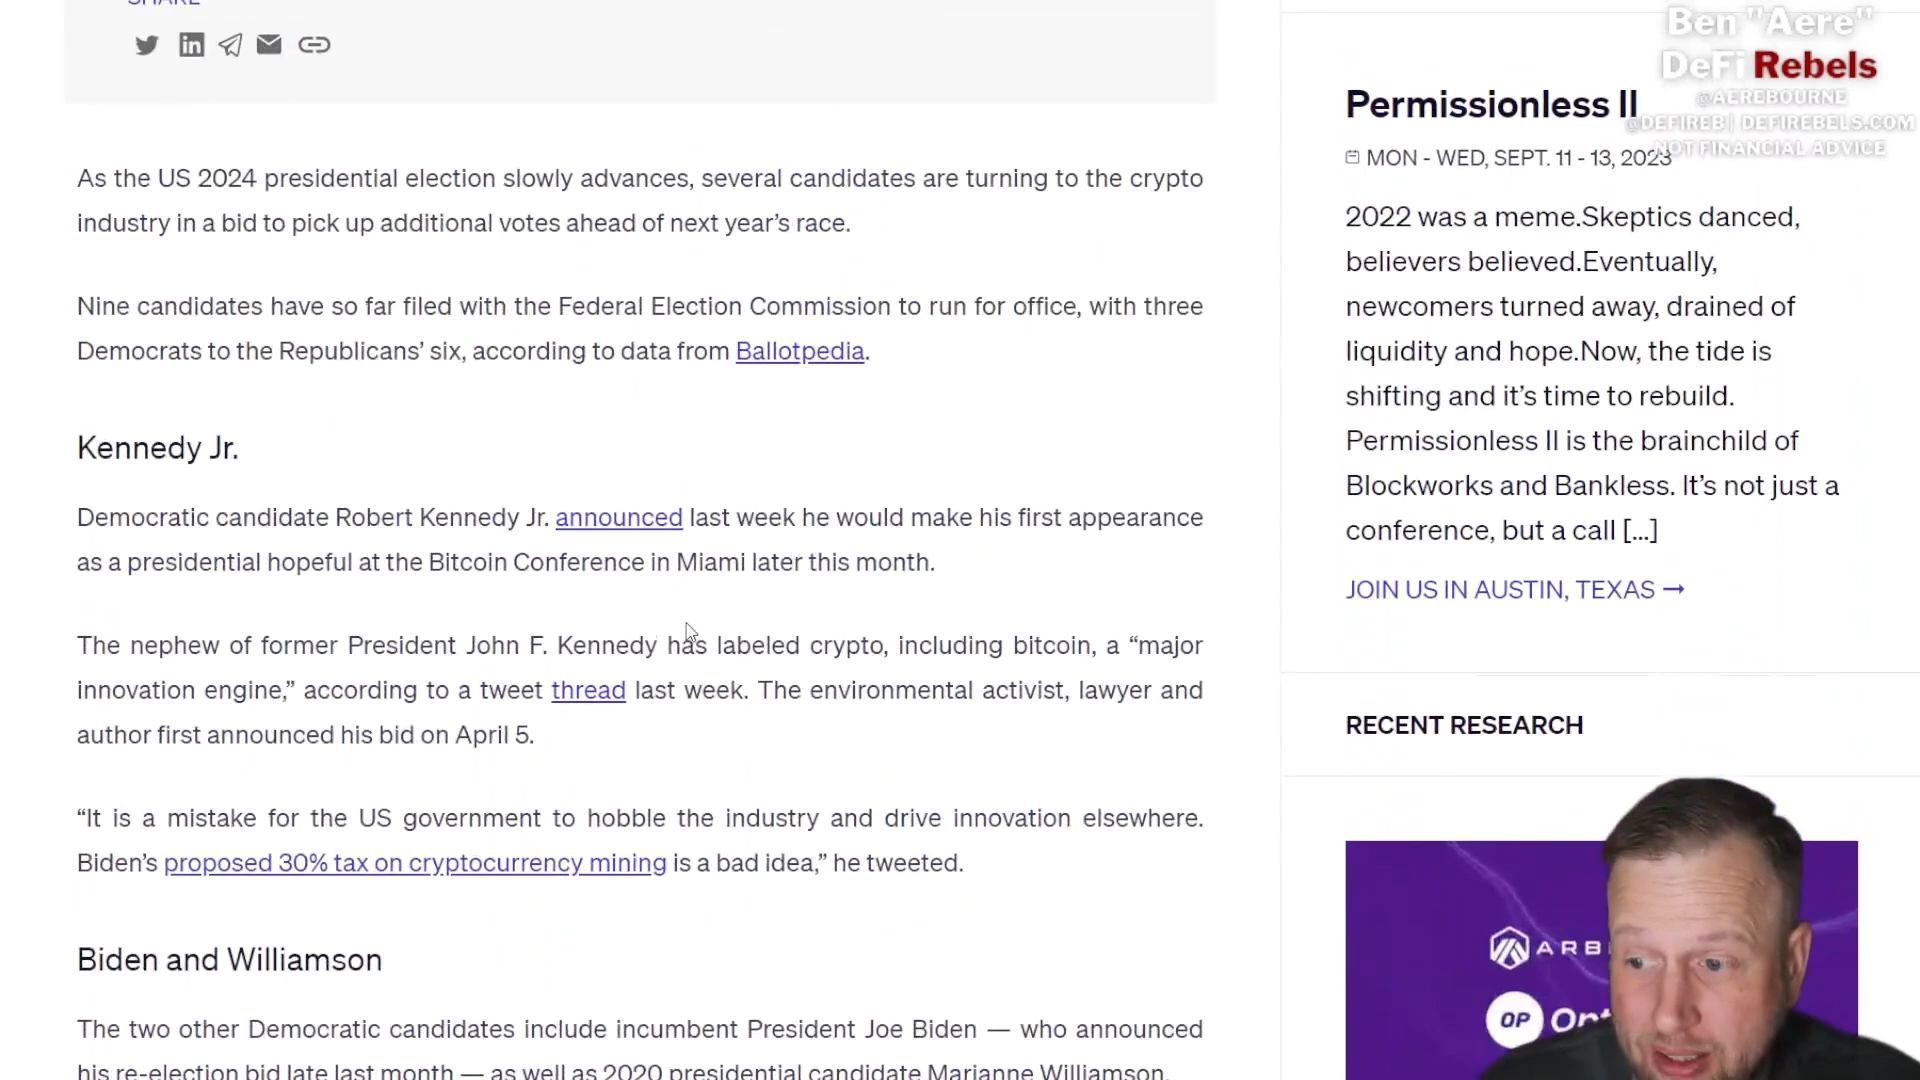 SHARE
As the US 2024 presidential election slowly advances, several candidates are turning to the crypto
industry in a bid to pick up additional votes ahead of next year’s race.
Nine candidates have so far filed with the Federal Election Commission to run for office, with three
Democrats to the Republicans’ six, according to data from Ballotpedia.
Kennedy Jr.
Democratic candidate Robert Kennedy Jr. announced last week he would make his first appearance
as a presidential hopeful at the Bitcoin Conference in Miami later this month.
The nephew of former President John F. Kennedy has labeled crypto, including bitcoin, a “major
innovation engine,” according to a tweet thread last week. The environmental activist, lawyer and
author first announced his bid on April 5.
“It is a mistake for the US government to hobble the industry and drive innovation elsewhere.
Biden’s proposed 30% tax on cryptocurrency mining is a bad idea,” he tweeted.
Biden and Williamson
The two other Democratic candidates include incumbent President Joe Biden — who announced
his re-election bid late last month — as well as 2020 presidential candidate Marianne Williamson.
Ben "Aere"
DeFi Rebels
@AEREBOURNE
@DEFIREB | DEFIREBELS.COM
NOT FINANCIAL ADVICE
Permissionless II
MON - WED, SEPT. 11 - 13, 2023
2022 was a meme.Skeptics danced,
believers believed.Eventually,
newcomers turned away, drained of
liquidity and hope.Now, the tide is
shifting and it’s time to rebuild.
Permissionless II is the brainchild of
Blockworks and Bankless. It’s not just a
conference, but a call [...]
JOIN US IN AUSTIN, TEXAS →
RECENT RESEARCH
ARB
OP